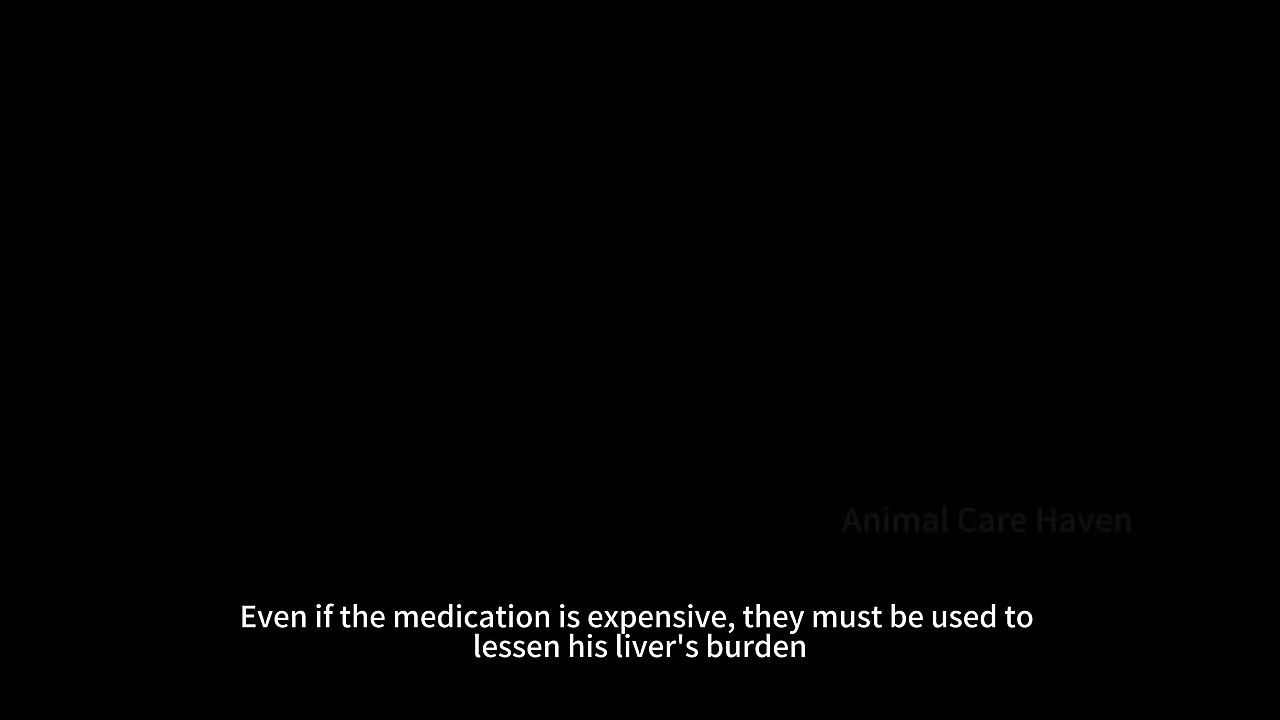 Animal Care Haven
Even if the medication is expensive, they must be used to
lessen his liver's burden